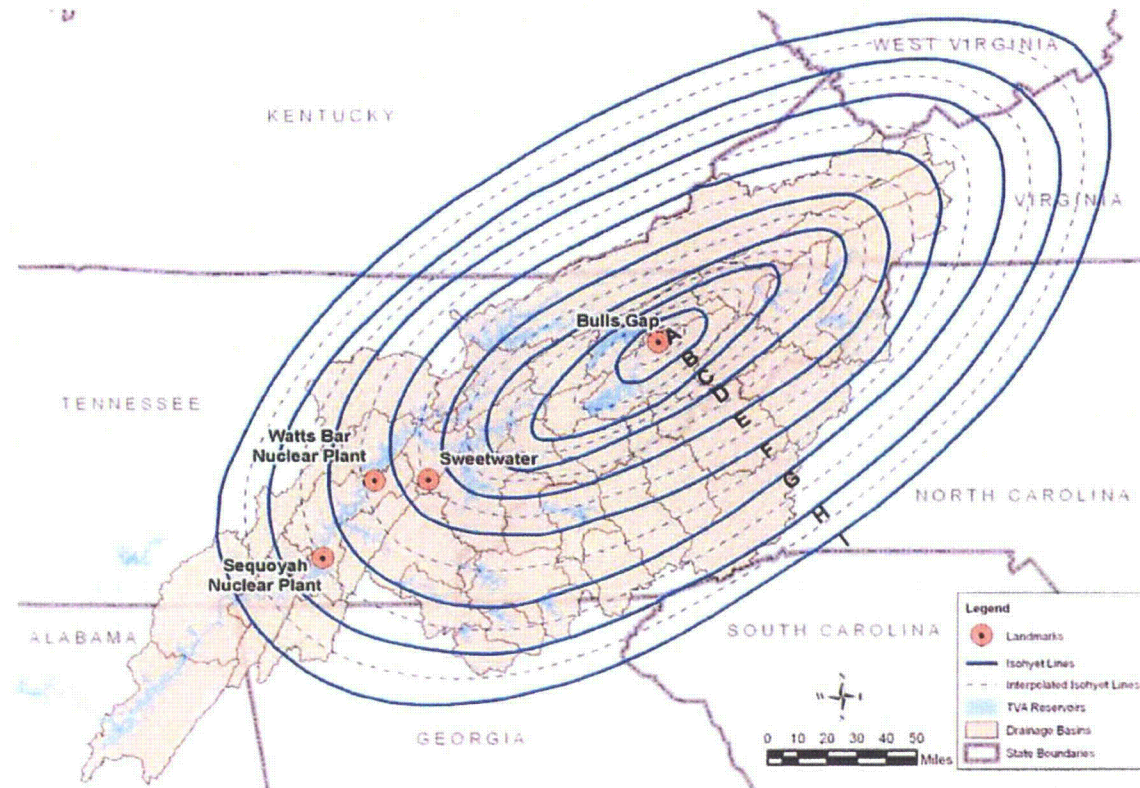 WEST VIRGINIA
KENTUCKY
VIRGINIA
Bulls Gap
A
B
C
D
E
F
G
H
I
TENNESSEE
Watts Bar
Nuclear Plant
Sweetwater
NORTH CAROLINA
Sequoyah
Nuclear Plant
ALABAMA
SOUTH CAROLINA
GEORGIA
N
W
E
S
0 5 10 20 30 40 50
Miles
Legend
Landmarks
Isohyet Lines
Interpolated Isohyet Lines
TVA Reservoirs
Drainage Basins
State Boundaries